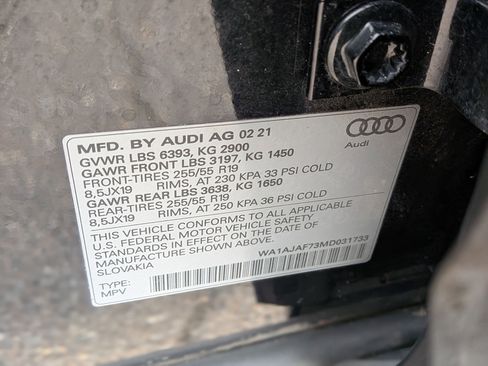 MFD. BY AUDI AG 02 21
GVWR LBS 6393, KG 2900
GAWR FRONT LBS 3197, KG 1450
FRONT-TIRES 255/55 R19
8,5JX19 RIMS, AT 230 KPA 33 PSI COLD
GAWR REAR LBS 3638, KG 1650
REAR-TIRES 255/55 R19
8,5JX19 RIMS, AT 250 KPA 36 PSI COLD
THIS VEHICLE CONFORMS TO ALL APPLICABLE
U.S. FEDERAL MOTOR VEHICLE SAFETY
STANDARDS IN EFFECT ON THE DATE OF
MANUFACTURE SHOWN ABOVE.
SLOVAKIA
WA1AJAF73MD031733
TYPE:
MPV
Audi